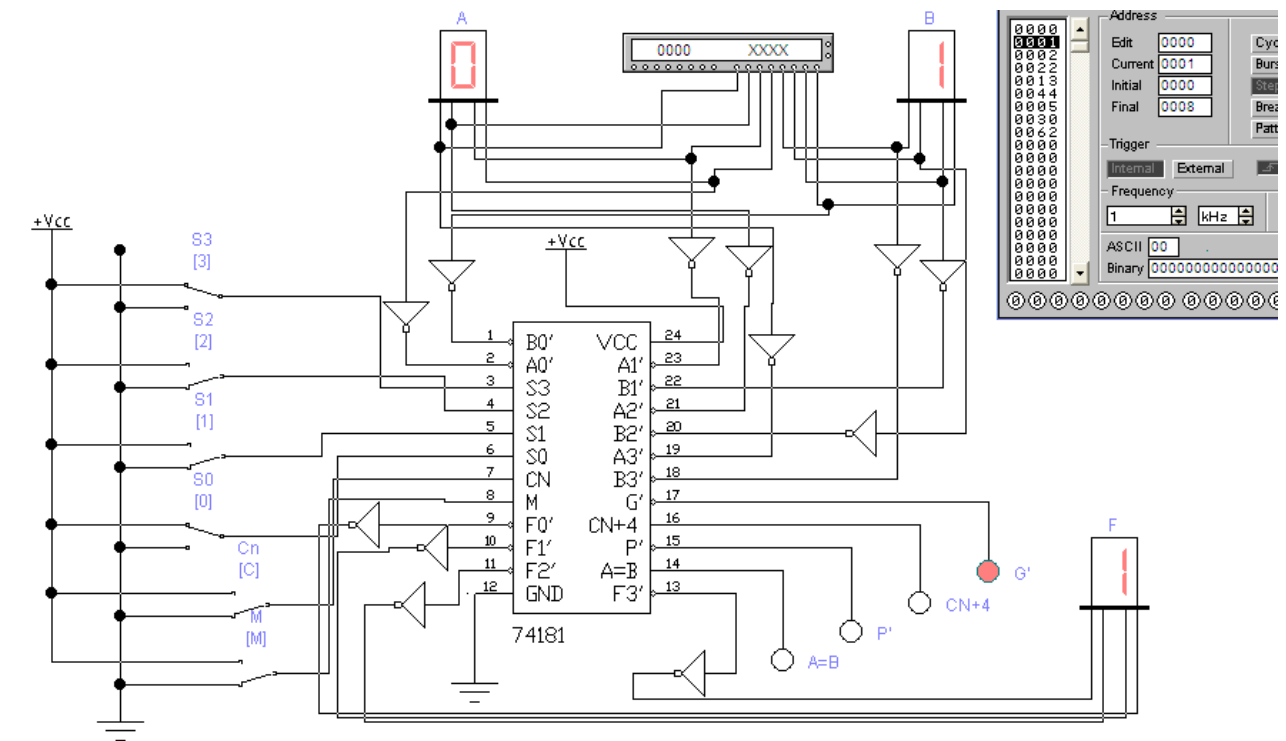 A
B
0
0000 XXXX
1
+Vcc
S3
[3]
S2
[2]
S1
[1]
S0
[0]
Cn
[C]
M
[M]
+Vcc
1 B0' VCC 24
2 A0' A1' 23
3 S3 B1' 22
4 S2 A2' 21
5 S1 B2' 20
6 S0 A3' 19
7 CN B3' 18
8 M G' 17
9 F0' CN+4 16
10 F1' P' 15
11 F2' A=B 14
12 GND F3' 13
74181
G'
CN+4
P'
A=B
F
1
0000
0001
0002
0022
0013
0044
0005
0030
0062
0000
0000
0000
0000
0000
0000
0000
0000
0000
0000
0000
Address
Edit 0000
Current 0001
Initial 0000
Final 0008
Trigger
Internal External
Frequency
1 kHz
ASCII 00 .
Step